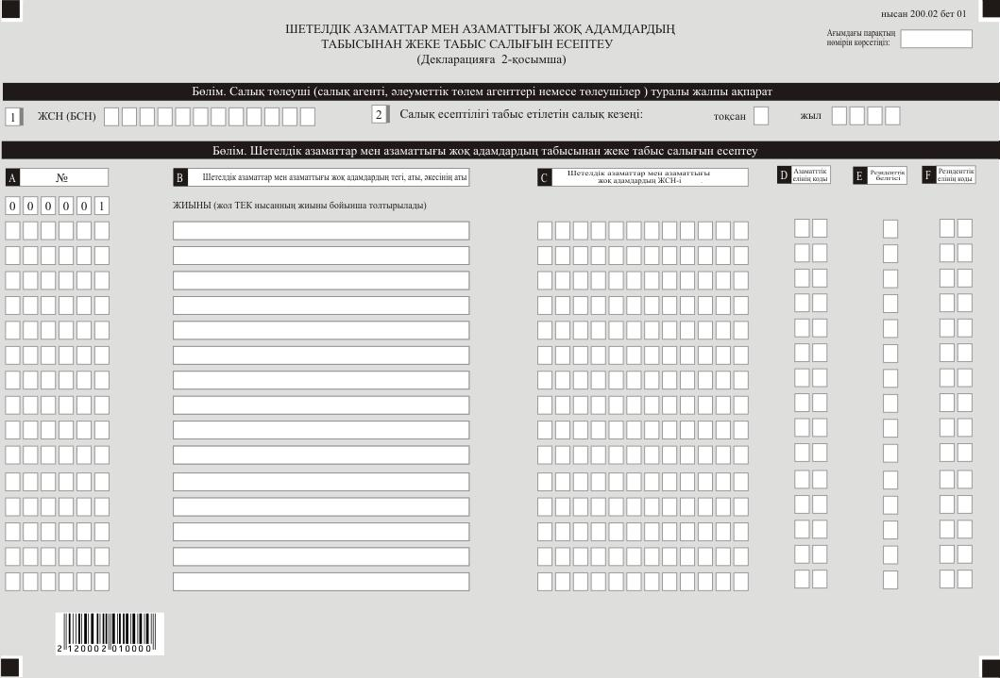 нысан 200.02 бет 01
ШЕТЕЛДІК АЗАМАТТАР МЕН АЗАМАТТЫҒЫ ЖОҚ АДАМДАРДЫҢ
ТАБЫСЫНАН ЖЕКЕ ТАБЫС САЛЫҒЫН ЕСЕПТЕУ
(Декларацияға 2-қосымша)
Ағымдағы парақтың
нөмірін көрсетіңіз:
Бөлім. Салық төлеуші (салық агенті, әлеуметтік төлем агенттері немесе төлеушілер ) туралы жалпы ақпарат
1 ЖСН (БСН)
2 Салық есептілігі табыс етілетін салық кезеңі: тоқсан жыл
Бөлім. Шетелдік азаматтар мен азаматтығы жоқ адамдардың табысынан жеке табыс салығын есептеу
A №
B Шетелдік азаматтар мен азаматтығы жоқ адамдардың тегі, аты, әкесінің аты
C Шетелдік азаматтар мен азаматтығы
жоқ адамдардың ЖСН-і
D Азаматтік
елінің коды
E Резиденттік
белгісі
F Резиденттік
елінің коды
0 0 0 0 0 1 ЖИЫНЫ (жол ТЕК нысанның жиыны бойынша толтырылады)
2 120002 010000